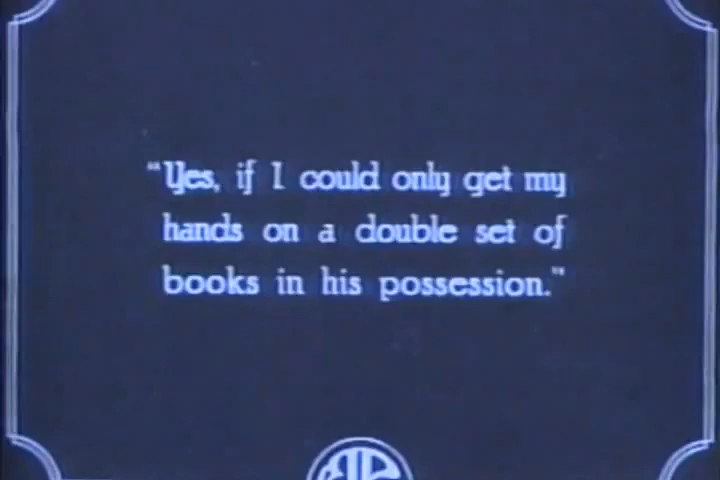 “Yes, if I could only get my
hands on a double set of
books in his possession.”